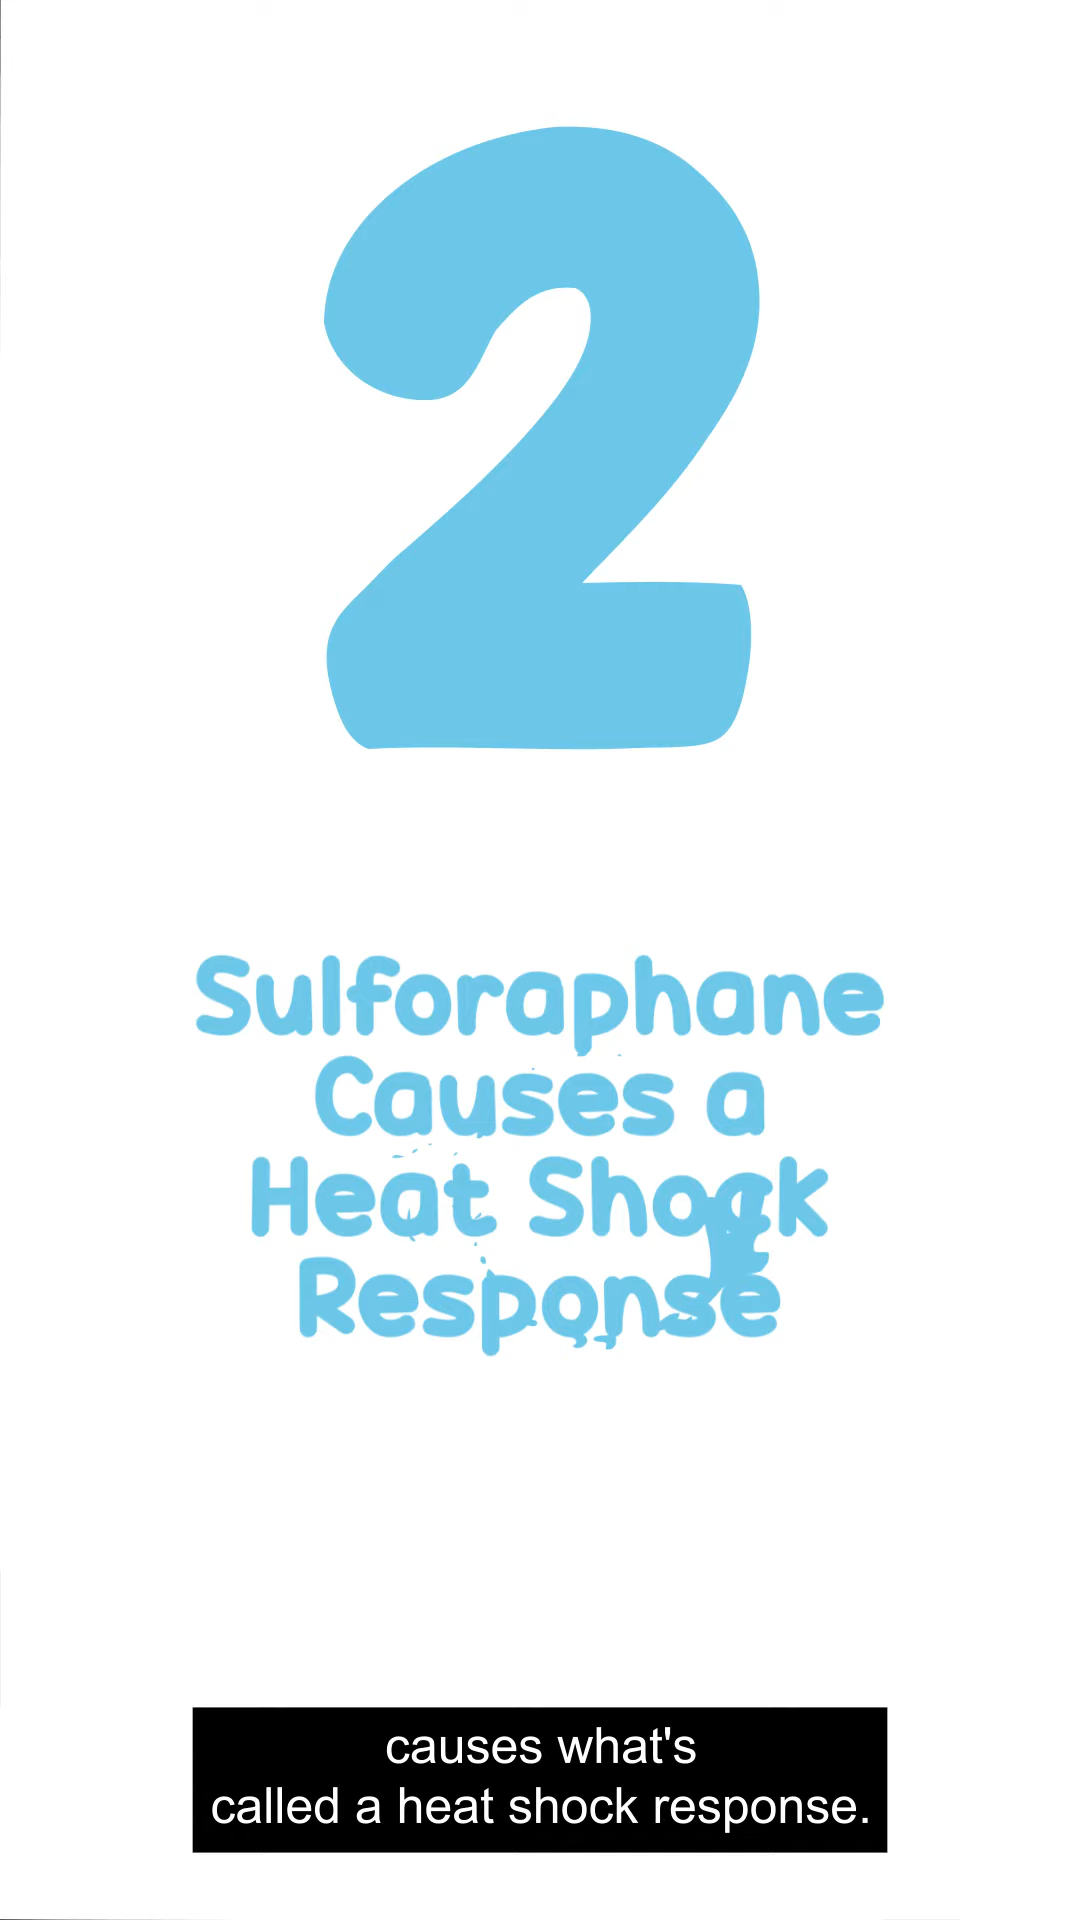 2
Sulforaphane
Causes a
Heat Shock
Response
causes what's
called a heat shock response.